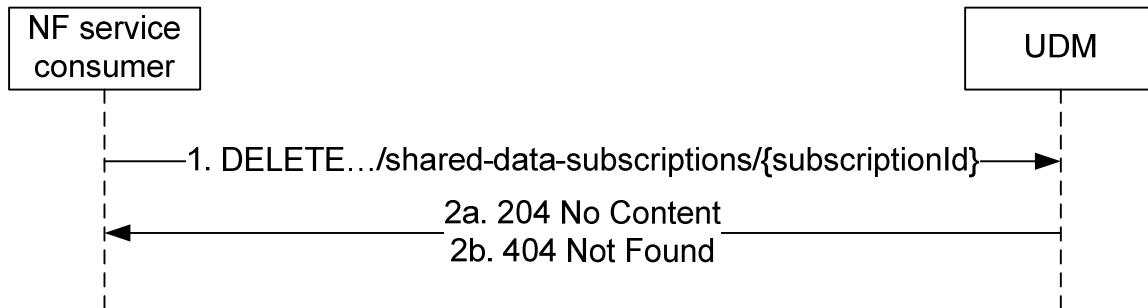 NF service
consumer
UDM
1. DELETE…/shared-data-subscriptions/{subscriptionId}
2a. 204 No Content
2b. 404 Not Found